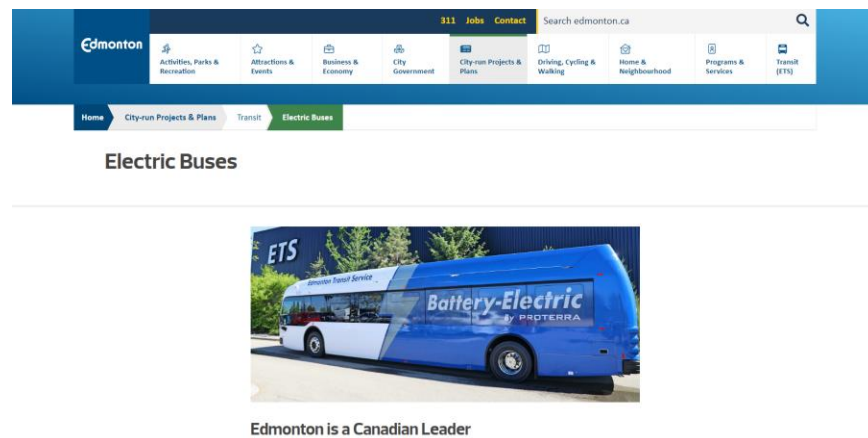 311 Jobs Contact Search edmonton.ca
Edmonton
Activities, Parks &
Recreation
Attractions &
Events
Business &
Economy
City
Government
City-run Projects &
Plans
Driving, Cycling &
Walking
Home &
Neighbourhood
Programs &
Services
Transit
(ETS)
Home City-run Projects & Plans Transit Electric Buses
Electric Buses
ETS
Edmonton Transit Service
Battery-Electric
By PROTERRA
Edmonton is a Canadian Leader